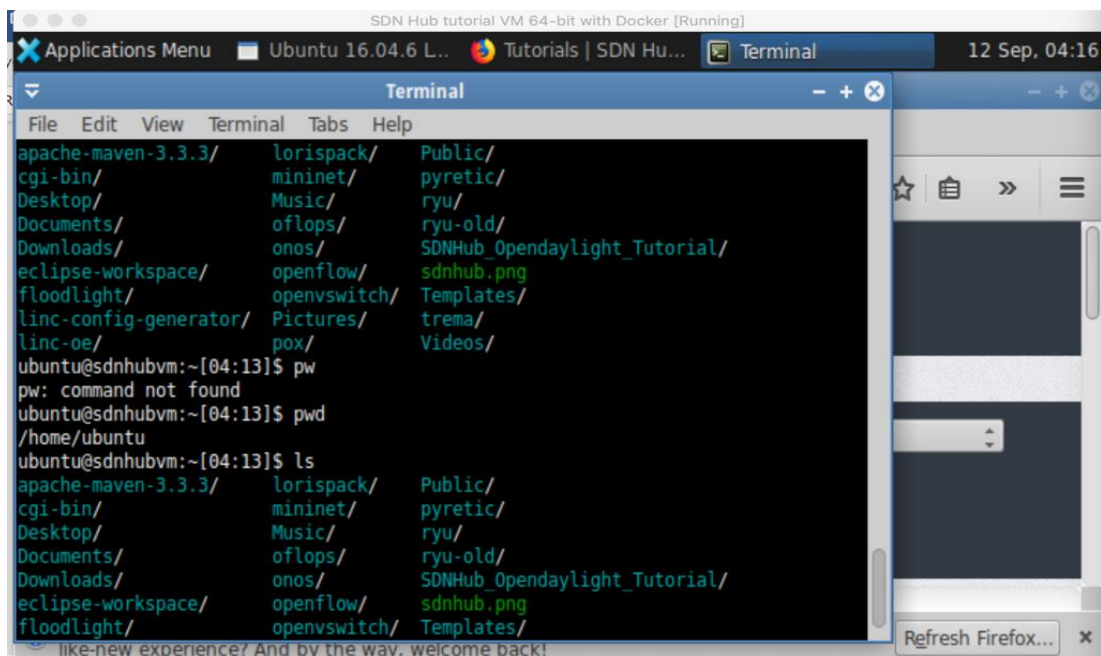 SDN Hub tutorial VM 64-bit with Docker [Running]
Applications Menu Ubuntu 16.04.6 L... Tutorials | SDN Hu... Terminal 12 Sep, 04:16
Terminal
File Edit View Terminal Tabs Help
apache-maven-3.3.3/ lorispack/ Public/
cgi-bin/ mininet/ pyretic/
Desktop/ Music/ ryu/
Documents/ oflops/ ryu-old/
Downloads/ onos/ SDNHub_Opendaylight_Tutorial/
eclipse-workspace/ openflow/ sdnhub.png
floodlight/ openvswitch/ Templates/
linc-config-generator/ Pictures/ trema/
linc-oe/ pox/ Videos/
ubuntu@sdnhubvm:~[04:13]$ pw
pw: command not found
ubuntu@sdnhubvm:~[04:13]$ pwd
/home/ubuntu
ubuntu@sdnhubvm:~[04:13]$ ls
apache-maven-3.3.3/ lorispack/ Public/
cgi-bin/ mininet/ pyretic/
Desktop/ Music/ ryu/
Documents/ oflops/ ryu-old/
Downloads/ onos/ SDNHub_Opendaylight_Tutorial/
eclipse-workspace/ openflow/ sdnhub.png
floodlight/ openvswitch/ Templates/
like-new experience? And by the way, welcome back!
Refresh Firefox...